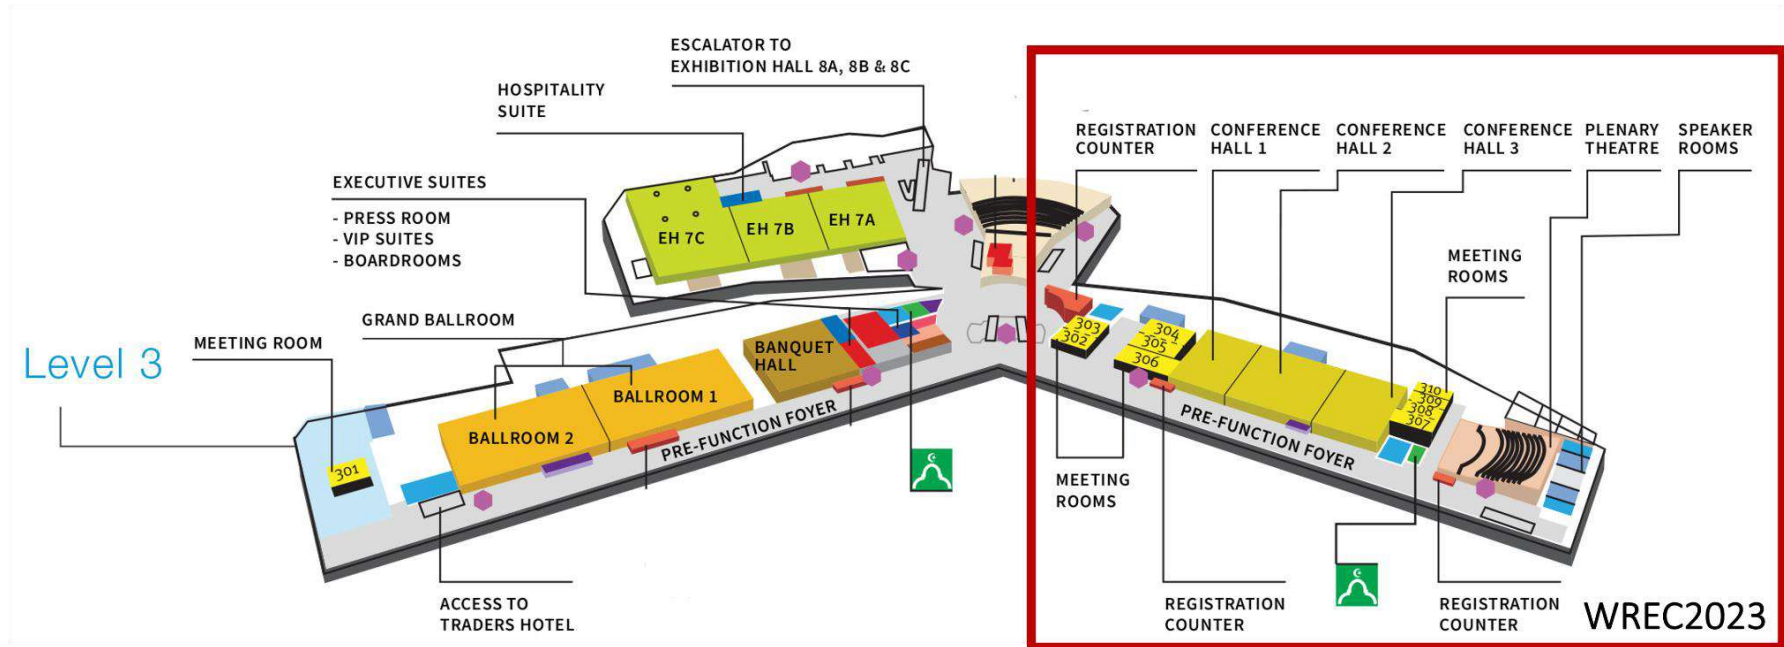 ESCALATOR TO
EXHIBITION HALL 8A, 8B & 8C
HOSPITALITY
SUITE
EXECUTIVE SUITES
- PRESS ROOM
- VIP SUITES
- BOARDROOMS
GRAND BALLROOM
MEETING ROOM
Level 3
EH 7C
EH 7B
EH 7A
BANQUET
HALL
BALLROOM 1
BALLROOM 2
PRE-FUNCTION FOYER
301
ACCESS TO
TRADERS HOTEL
REGISTRATION
COUNTER
CONFERENCE
HALL 1
CONFERENCE
HALL 2
CONFERENCE
HALL 3
PLENARY
THEATRE
SPEAKER
ROOMS
MEETING
ROOMS
303
302
304
305
306
310
309
308
307
PRE-FUNCTION FOYER
MEETING
ROOMS
REGISTRATION
COUNTER
REGISTRATION
COUNTER
WREC2023